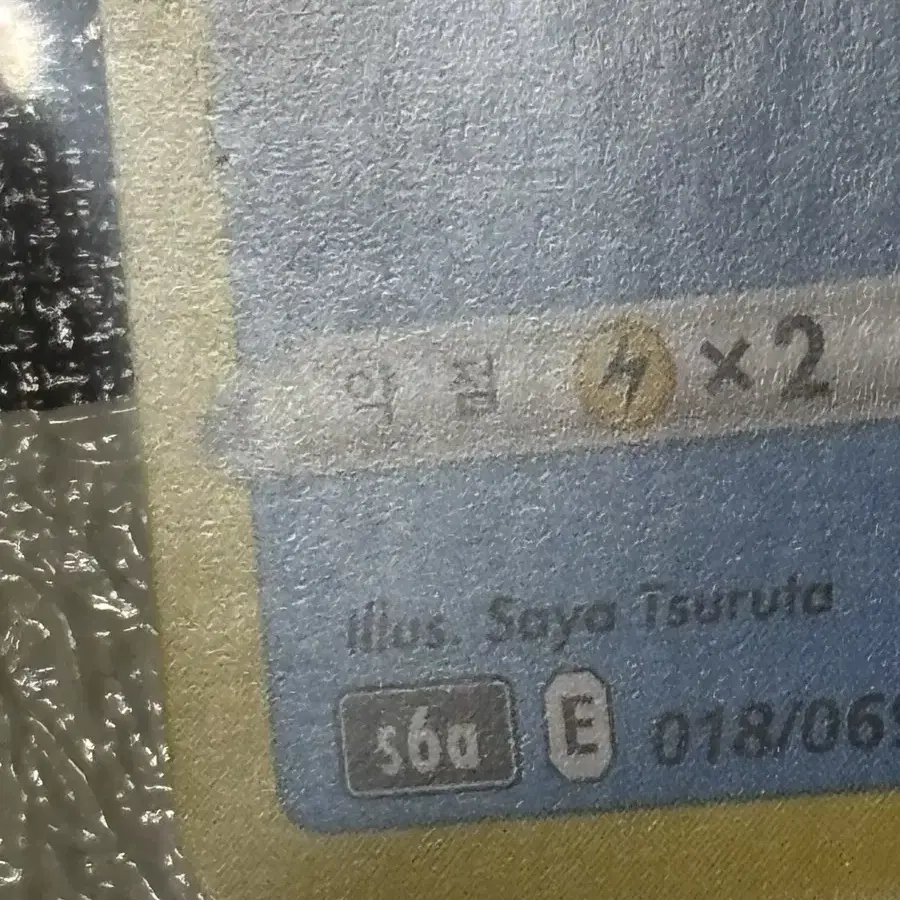 약점 ×2
Illus. Saya Tsuruta
s6a E 018/069